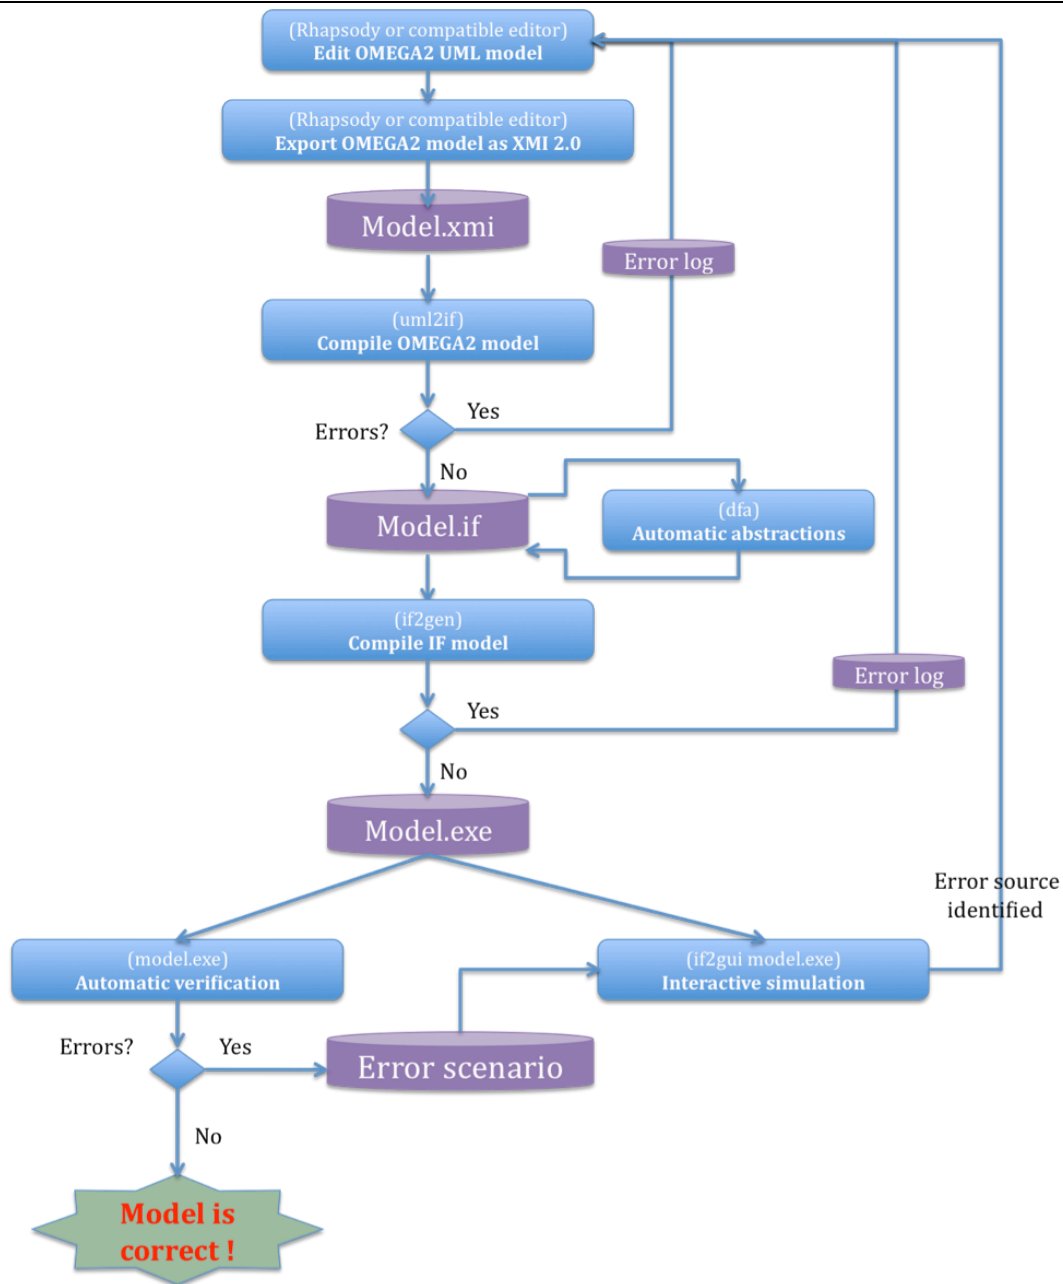 (Rhapsody or compatible editor)
Edit OMEGA2 UML model
(Rhapsody or compatible editor)
Export OMEGA2 model as XMI 2.0
Model.xmi
Error log
(uml2if)
Compile OMEGA2 model
Yes
Errors?
No
Model.if
(dfa)
Automatic abstractions
(if2gen)
Compile IF model
Error log
Yes
No
Model.exe
Error source
identified
(model.exe)
Automatic verification
(if2gui model.exe)
Interactive simulation
Errors?
Yes
Error scenario
No
Model is
correct !